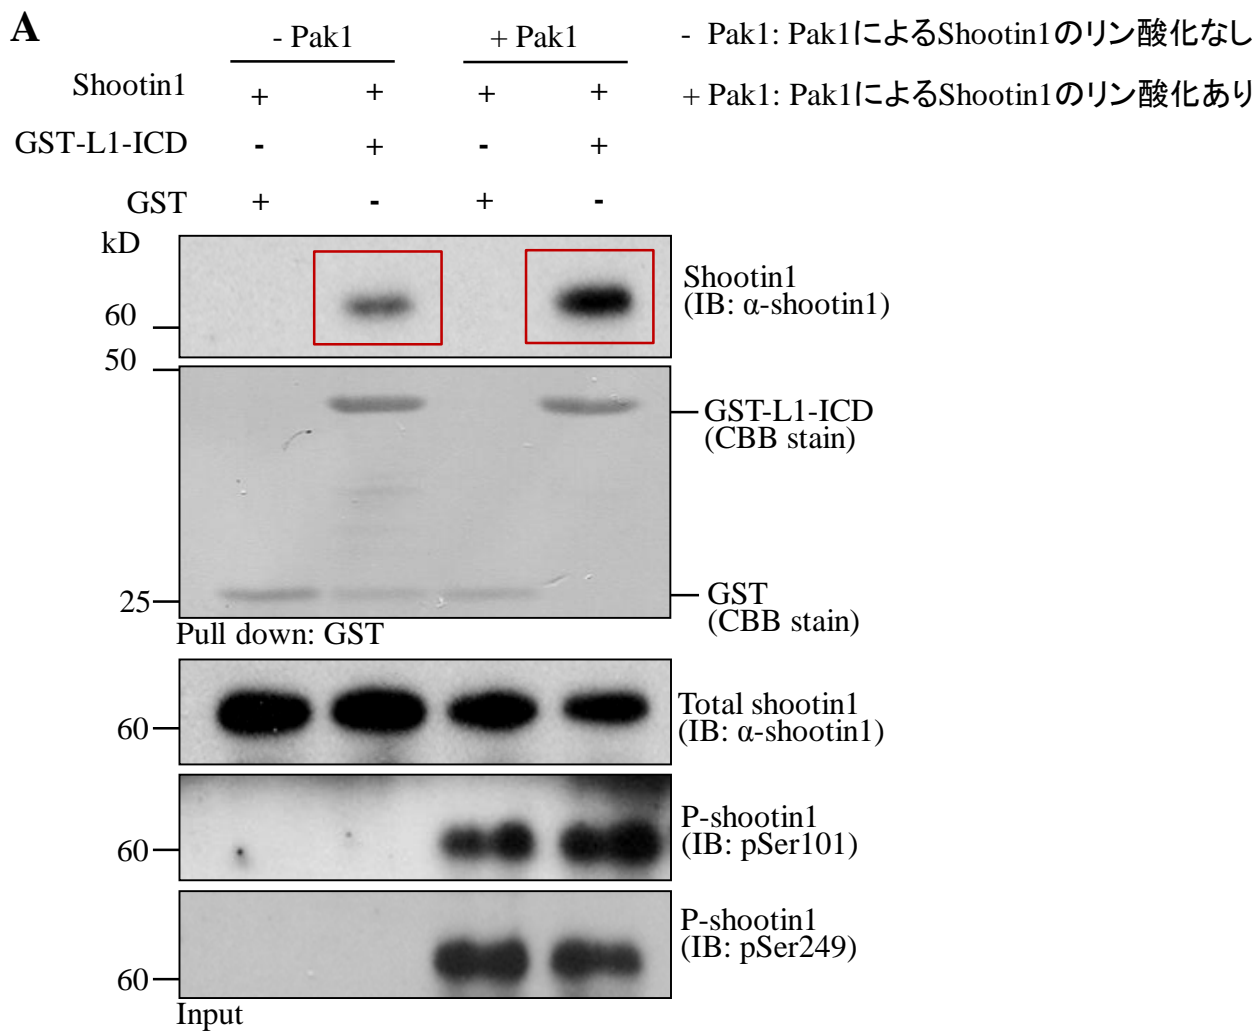 A
- Pak1 + Pak1 - Pak1: Pak1によるShootin1のリン酸化なし
Shootin1 + + + + + Pak1: Pak1によるShootin1のリン酸化あり
GST-L1-ICD - + - +
GST + - + -
kD
Shootin1
(IB: α-shootin1)
60
50
GST-L1-ICD
(CBB stain)
25
GST
(CBB stain)
Pull down: GST
Total shootin1
(IB: α-shootin1)
60
P-shootin1
(IB: pSer101)
60
P-shootin1
(IB: pSer249)
60
Input